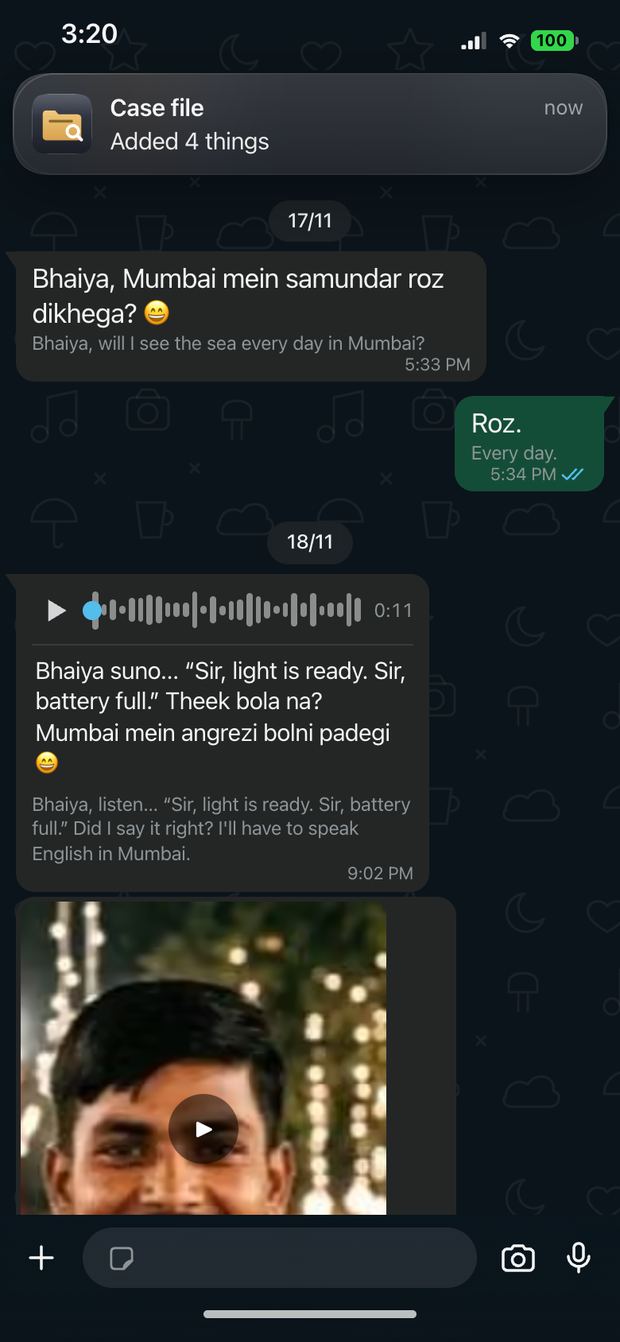 3:20
100
Case file
now
Added 4 things
17/11
Bhaiya, Mumbai mein samundar roz
dikhega? 😄
Bhaiya, will I see the sea every day in Mumbai?
5:33 PM
Roz.
Every day.
5:34 PM
18/11
0:11
Bhaiya suno... “Sir, light is ready. Sir,
battery full.” Theek bola na?
Mumbai mein angrezi bolni padegi
😄
Bhaiya, listen... “Sir, light is ready. Sir, battery
full.” Did I say it right? I'll have to speak
English in Mumbai.
9:02 PM